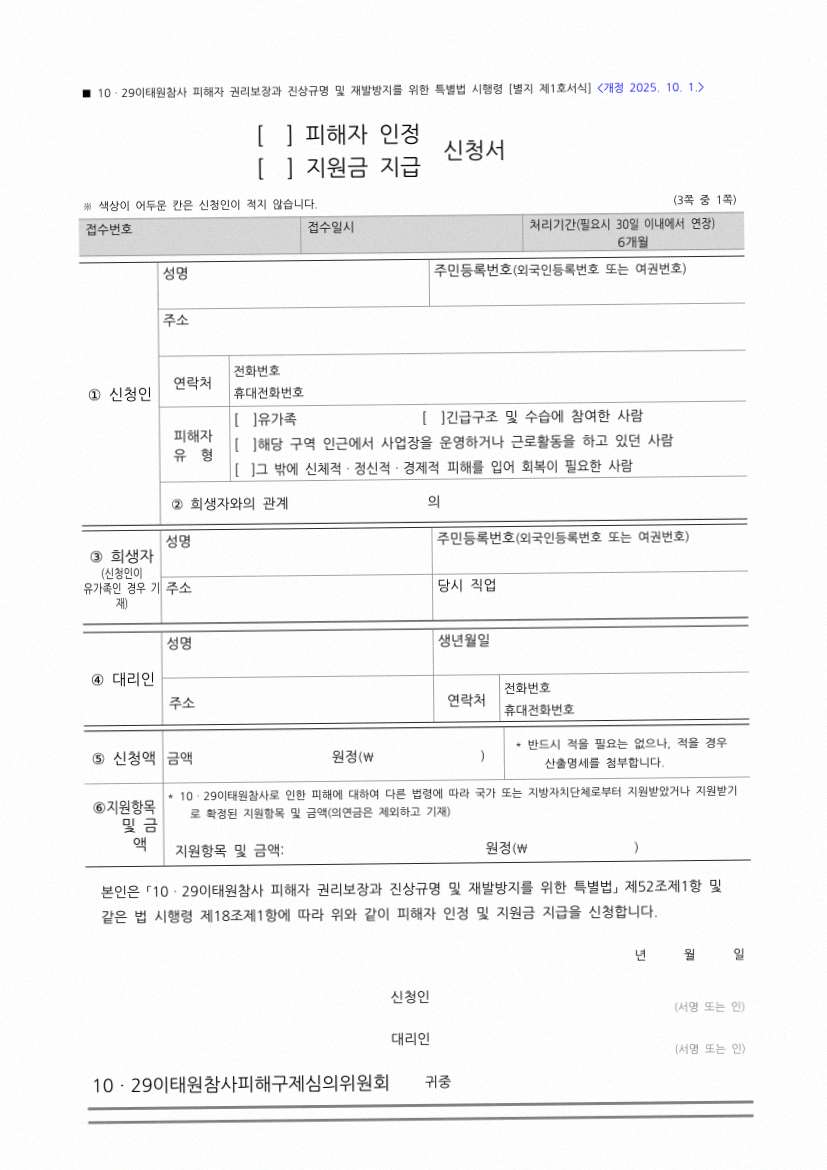 ■ 10ㆍ29이태원참사 피해자 권리보장과 진상규명 및 재발방지를 위한 특별법 시행령 [별지 제1호서식] <개정 2025. 10. 1.>
[ ] 피해자 인정
[ ] 지원금 지급
신청서
※ 색상이 어두운 칸은 신청인이 적지 않습니다.
(3쪽 중 1쪽)
접수번호
접수일시
처리기간(필요시 30일 이내에서 연장)
6개월
① 신청인
성명
주민등록번호(외국인등록번호 또는 여권번호)
주소
연락처
전화번호
휴대전화번호
피해자
유 형
[ ]유가족 [ ]긴급구조 및 수습에 참여한 사람
[ ]해당 구역 인근에서 사업장을 운영하거나 근로활동을 하고 있던 사람
[ ]그 밖에 신체적ㆍ정신적ㆍ경제적 피해를 입어 회복이 필요한 사람
② 희생자와의 관계 의
③ 희생자
(신청인이
유가족인 경우 기
재)
성명
주민등록번호(외국인등록번호 또는 여권번호)
주소
당시 직업
④ 대리인
성명
생년월일
주소
연락처
전화번호
휴대전화번호
⑤ 신청액
금액 원정(₩ )
* 반드시 적을 필요는 없으나, 적을 경우
산출명세를 첨부합니다.
⑥지원항목
및 금
액
* 10ㆍ29이태원참사로 인한 피해에 대하여 다른 법령에 따라 국가 또는 지방자치단체로부터 지원받았거나 지원받기
로 확정된 지원항목 및 금액(의연금은 제외하고 기재)
지원항목 및 금액: 원정(₩ )
본인은 「10ㆍ29이태원참사 피해자 권리보장과 진상규명 및 재발방지를 위한 특별법」 제52조제1항 및
같은 법 시행령 제18조제1항에 따라 위와 같이 피해자 인정 및 지원금 지급을 신청합니다.
년 월 일
신청인
(서명 또는 인)
대리인
(서명 또는 인)
10ㆍ29이태원참사피해구제심의위원회 귀중